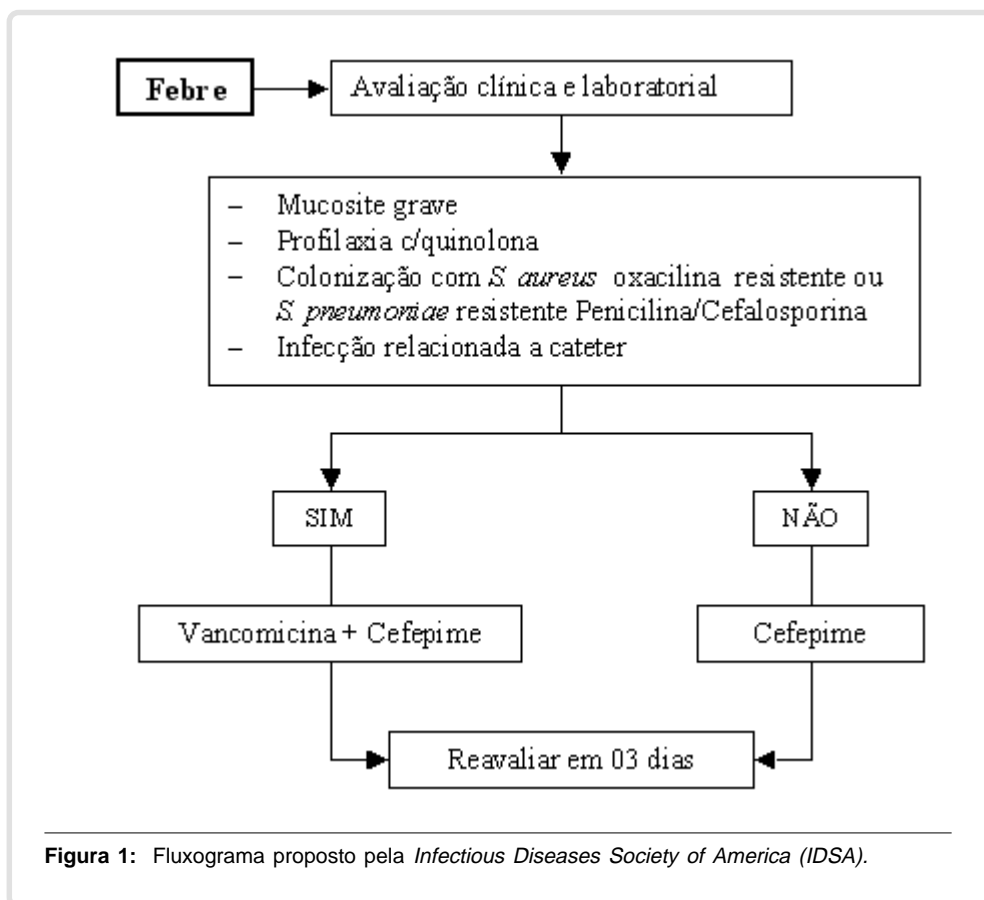 Febre
Avaliação clínica e laboratorial
– Mucosite grave
– Profilaxia c/quinolona
– Colonização com S. aureus oxacilina resistente ou
S. pneumoniae resistente Penicilina/Cefalosporina
– Infecção relacionada a cateter
SIM
NÃO
Vancomicina + Cefepime
Cefepime
Reavaliar em 03 dias
Figura 1: Fluxograma proposto pela Infectious Diseases Society of America (IDSA).